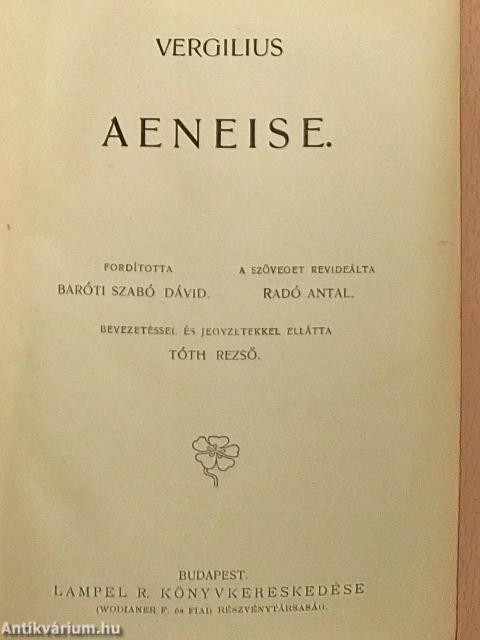 VERGILIUS
AENEISE.
FORDÍTOTTA
BARÓTI SZABÓ DÁVID.
A SZÖVEGET REVIDEÁLTA
RADÓ ANTAL.
BEVEZETÉSSEL ÉS JEGYZETEKKEL ELLÁTTA
TÓTH REZSŐ.
BUDAPEST.
LAMPEL R. KÖNYVKERESKEDÉSE
(WODIANER F. és FIAI) RÉSZVÉNYTÁRSASÁG.
Antikvárium.hu